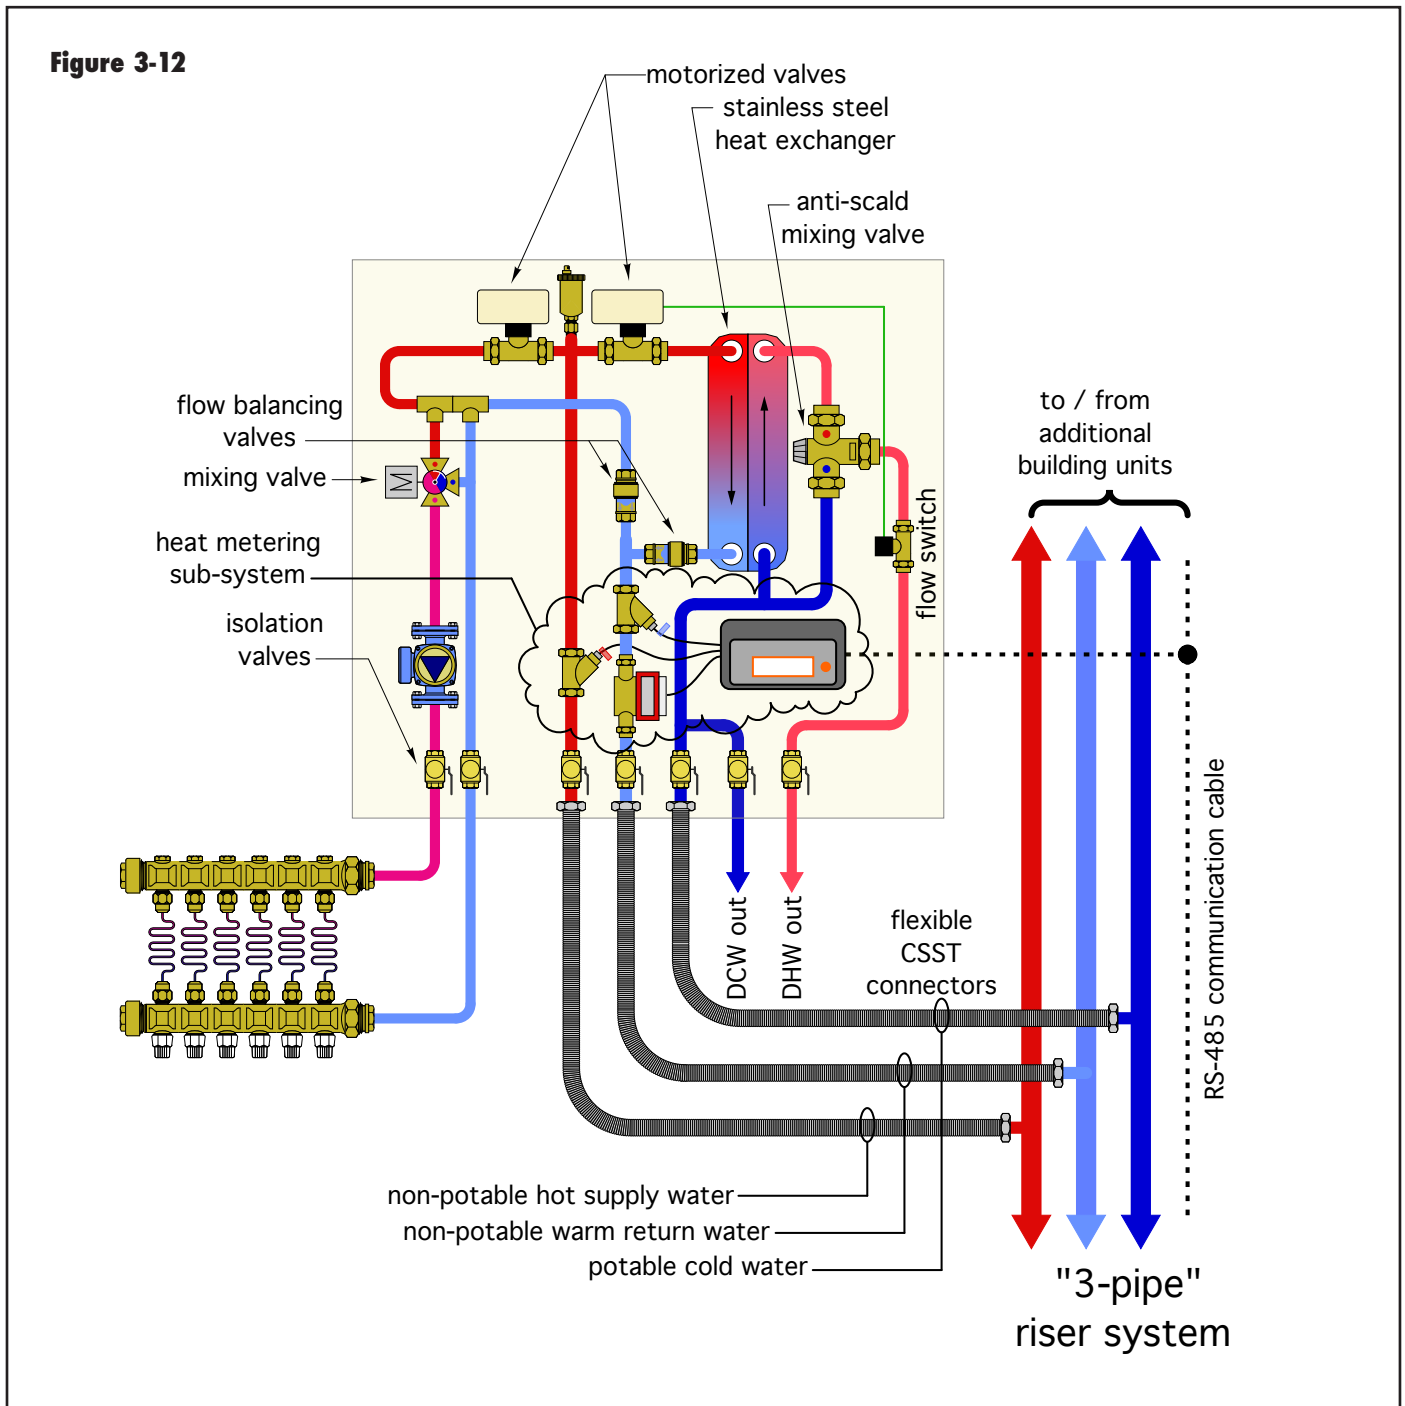 Figure 3-12
motorized valves
stainless steel
heat exchanger
anti-scald
mixing valve
flow balancing
valves
mixing valve
M
heat metering
sub-system
isolation
valves
flow switch
to / from
additional
building units
RS-485 communication cable
DCW out
DHW out
flexible
CSST
connectors
non-potable hot supply water
non-potable warm return water
potable cold water
"3-pipe"
riser system